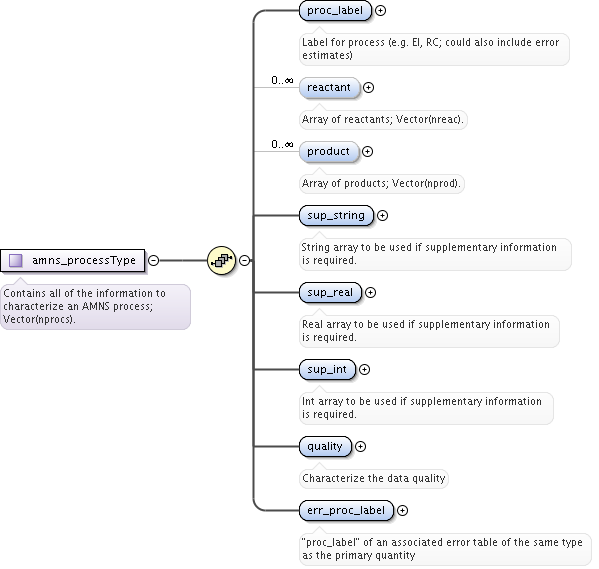 proc_label
Label for process (e.g. EI, RC; could also include error
estimates)
0..∞
reactant
Array of reactants; Vector(nreac).
0..∞
product
Array of products; Vector(nprod).
sup_string
String array to be used if supplementary information
is required.
amns_processType
Contains all of the information to
characterize an AMNS process;
Vector(nprocs).
sup_real
Real array to be used if supplementary information
is required.
sup_int
Int array to be used if supplementary information
is required.
quality
Characterize the data quality
err_proc_label
"proc_label" of an associated error table of the same type
as the primary quantity